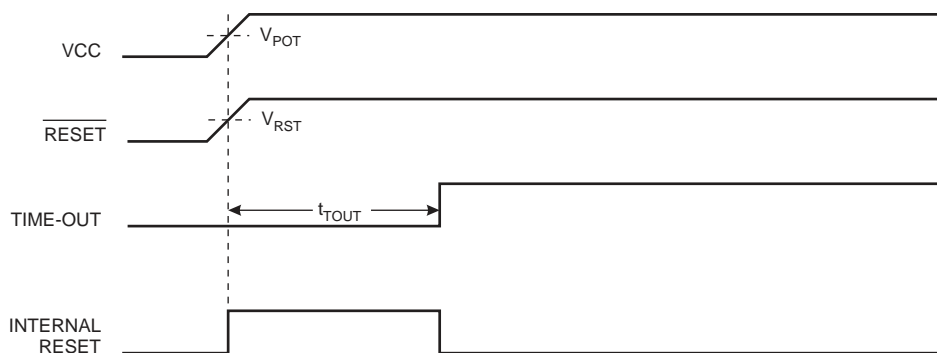 VCC
V_POT
RESET
V_RST
TIME-OUT
t_TOUT
INTERNAL
RESET